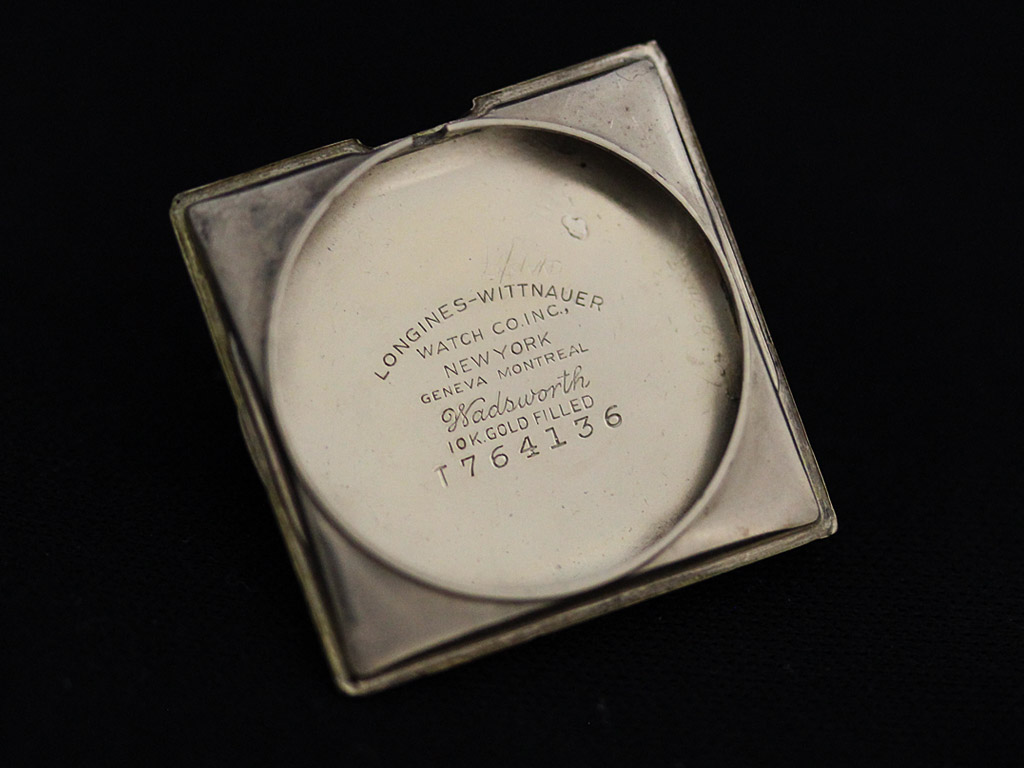 LONGINES-WITTNAUER
WATCH CO.INC.,
NEW YORK
GENEVA MONTREAL
Wadsworth
10K.GOLD FILLED
T764136